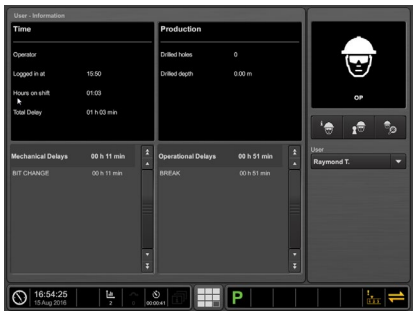 User - Information
Time
Operator
Logged in at 15:50
Hours on shift 01:03
Total Delay 01 h 03 min
Production
Drilled holes 0
Drilled depth 0.00 m
OP
User
Raymond T.
Mechanical Delays 00 h 11 min
BIT CHANGE 00 h 11 min
Operational Delays 00 h 51 min
BREAK 00 h 51 min
16:54:25
15 Aug 2016
2
0
00:00:41
P